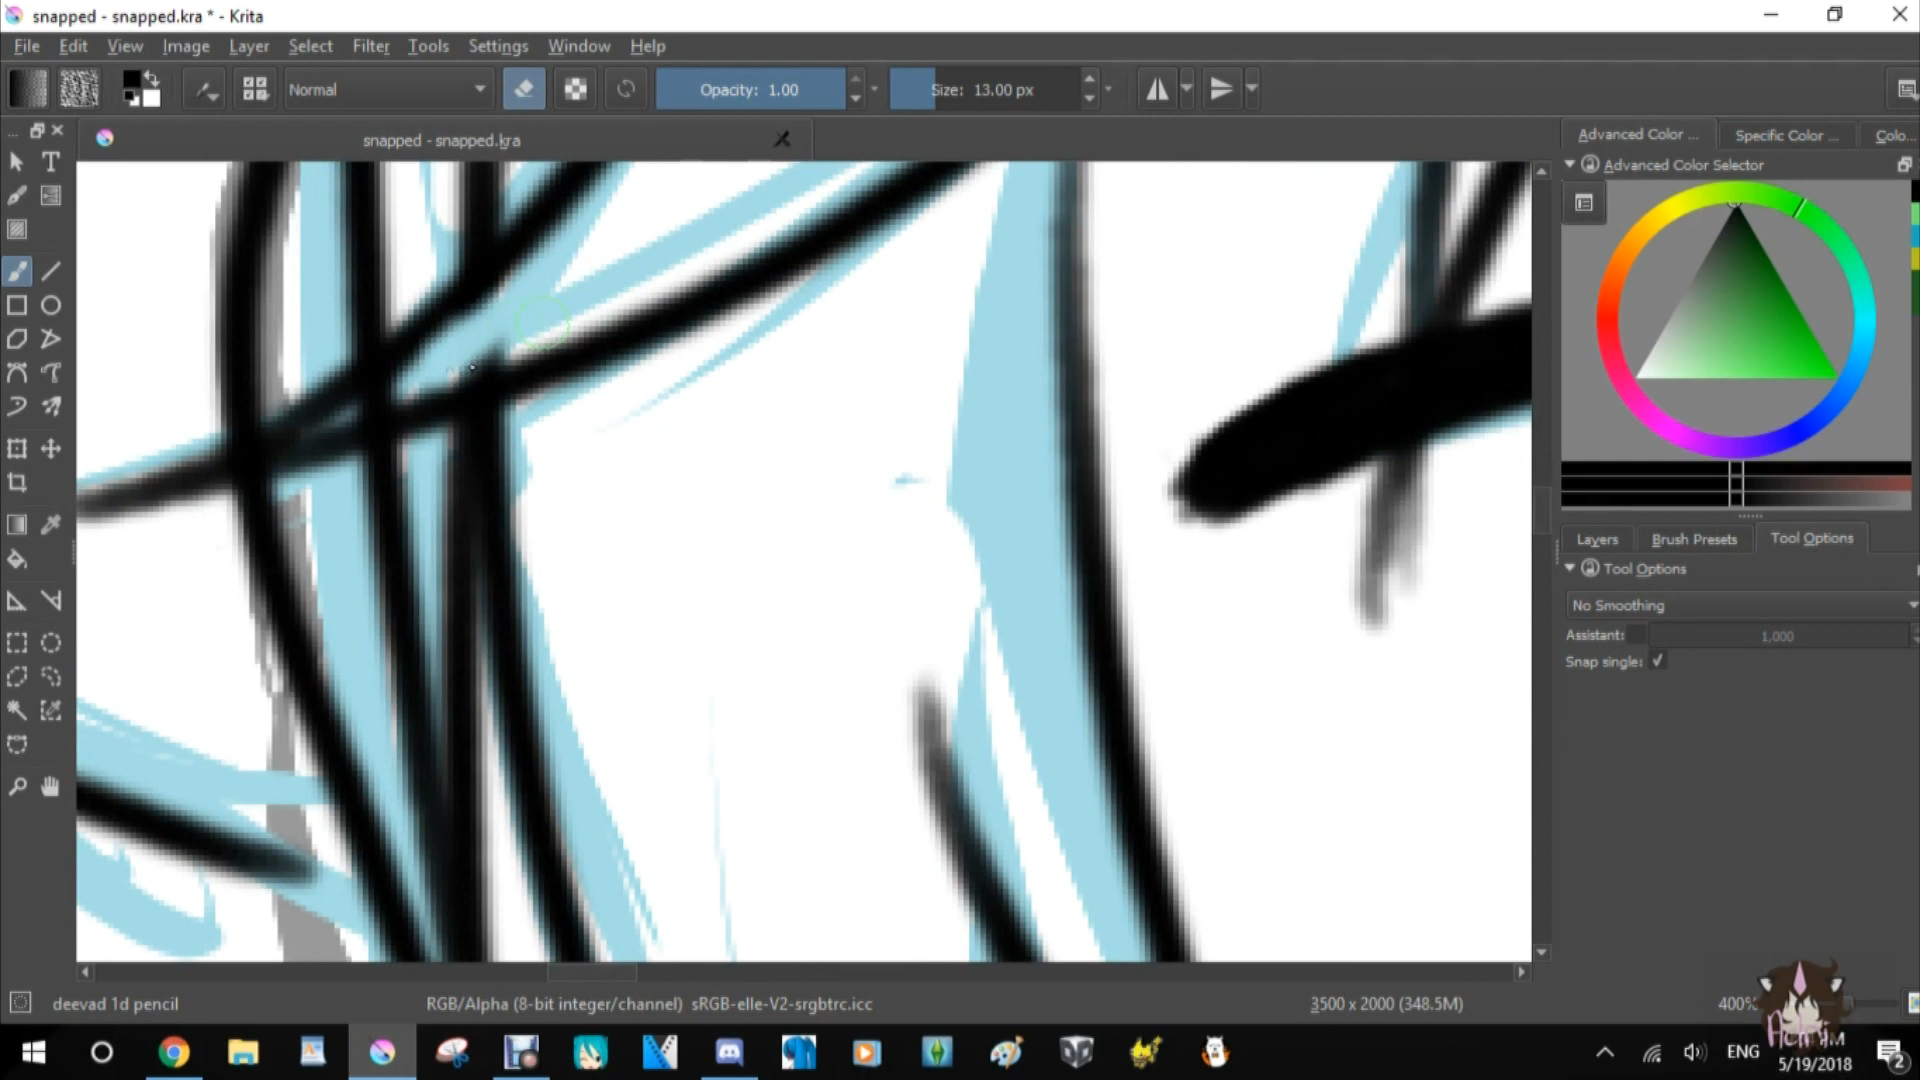 snapped - snapped.kra * - Krita
File Edit View Image Layer Select Filter Tools Settings Window Help
Normal
Opacity: 1.00
Size: 13.00 px
snapped - snapped.kra
Advanced Color ...
Specific Color ...
Colo...
Advanced Color Selector
Layers
Brush Presets
Tool Options
Tool Options
No Smoothing
Assistant:
1,000
Snap single:
deevad 1d pencil
RGB/Alpha (8-bit integer/channel) sRGB-elle-V2-srgbtrc.icc
3500 x 2000 (348.5M)
400%
ENG
5/19/2018
2